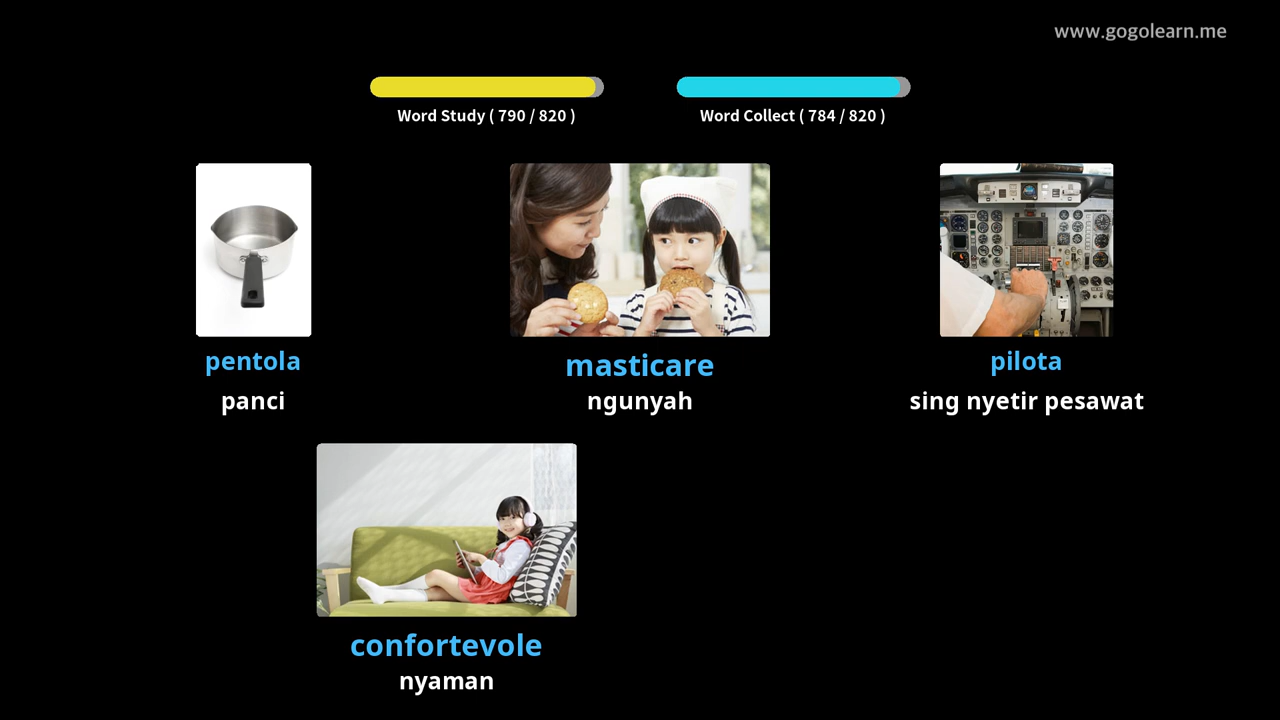 www.gogolearn.me
Word Study ( 790 / 820 )
Word Collect ( 784 / 820 )
pentola
panci
masticare
ngunyah
pilota
sing nyetir pesawat
confortevole
nyaman